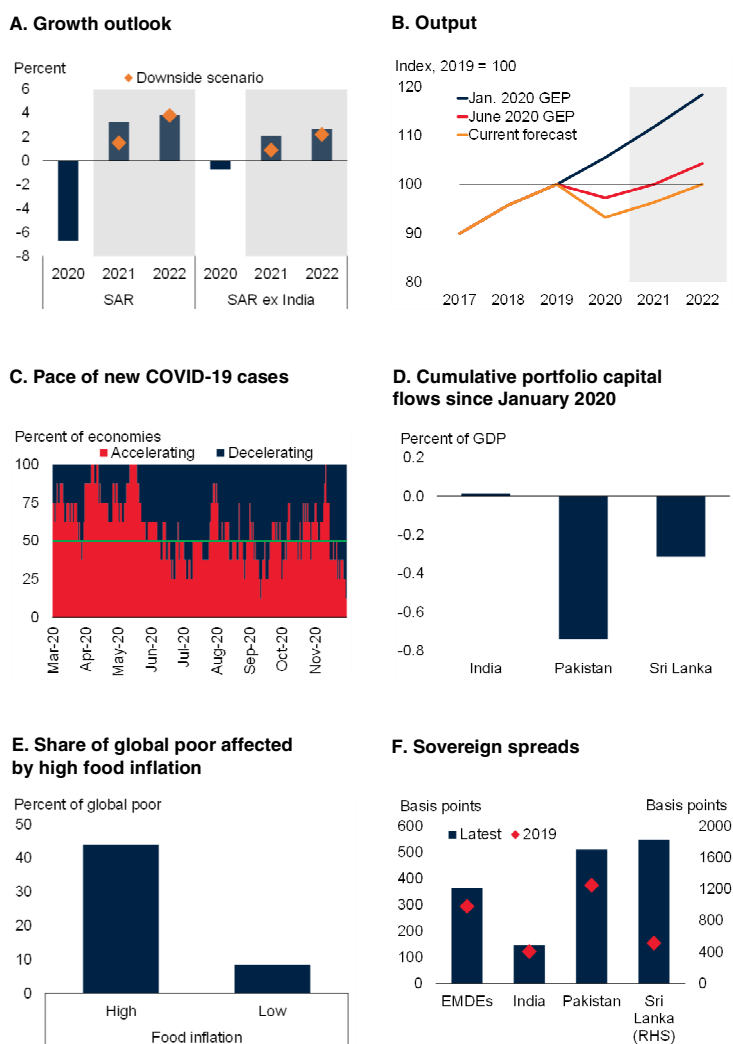 A. Growth outlook
Percent
Downside scenario
6
4
2
0
-2
-4
-6
-8
2020 2021 2022 2020 2021 2022
SAR SAR ex India
B. Output
Index, 2019 = 100
120
110
100
90
80
Jan. 2020 GEP
June 2020 GEP
Current forecast
2017 2018 2019 2020 2021 2022
C. Pace of new COVID-19 cases
Percent of economies
Accelerating Decelerating
100
75
50
25
0
Mar-20 Apr-20 May-20 Jun-20 Jul-20 Aug-20 Sep-20 Oct-20 Nov-20
D. Cumulative portfolio capital
flows since January 2020
Percent of GDP
0.2
0.0
-0.2
-0.4
-0.6
-0.8
India Pakistan Sri Lanka
E. Share of global poor affected
by high food inflation
Percent of global poor
50
40
30
20
10
0
High Low
Food inflation
F. Sovereign spreads
Basis points Basis points
Latest 2019
600 2000
500 1600
400 1200
300 800
200 400
100 0
0
EMDEs India Pakistan Sri
Lanka
(RHS)